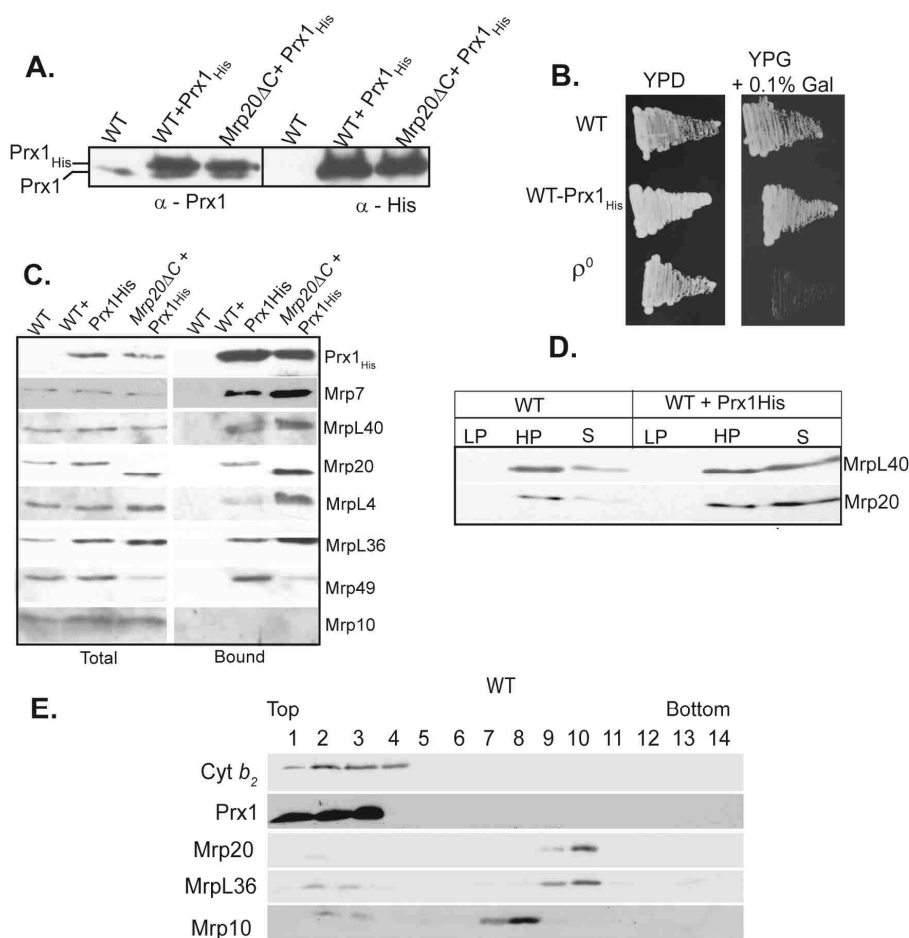 A.
WT
WT+Prx1His
Mrp20ΔC+ Prx1His
WT
WT+ Prx1His
Mrp20ΔC+ Prx1His
Prx1His
Prx1
α - Prx1
α - His
B.
YPD
YPG
+ 0.1% Gal
WT
WT-Prx1His
ρ0
C.
WT
WT+
Prx1His
Mrp20ΔC +
Prx1His
WT
WT+
Prx1His
Mrp20ΔC +
Prx1His
Prx1His
Mrp7
MrpL40
Mrp20
MrpL4
MrpL36
Mrp49
Mrp10
Total
Bound
D.
WT
WT + Prx1His
LP
HP
S
LP
HP
S
MrpL40
Mrp20
E.
WT
Top
Bottom
1 2 3 4 5 6 7 8 9 10 11 12 13 14
Cyt b2
Prx1
Mrp20
MrpL36
Mrp10